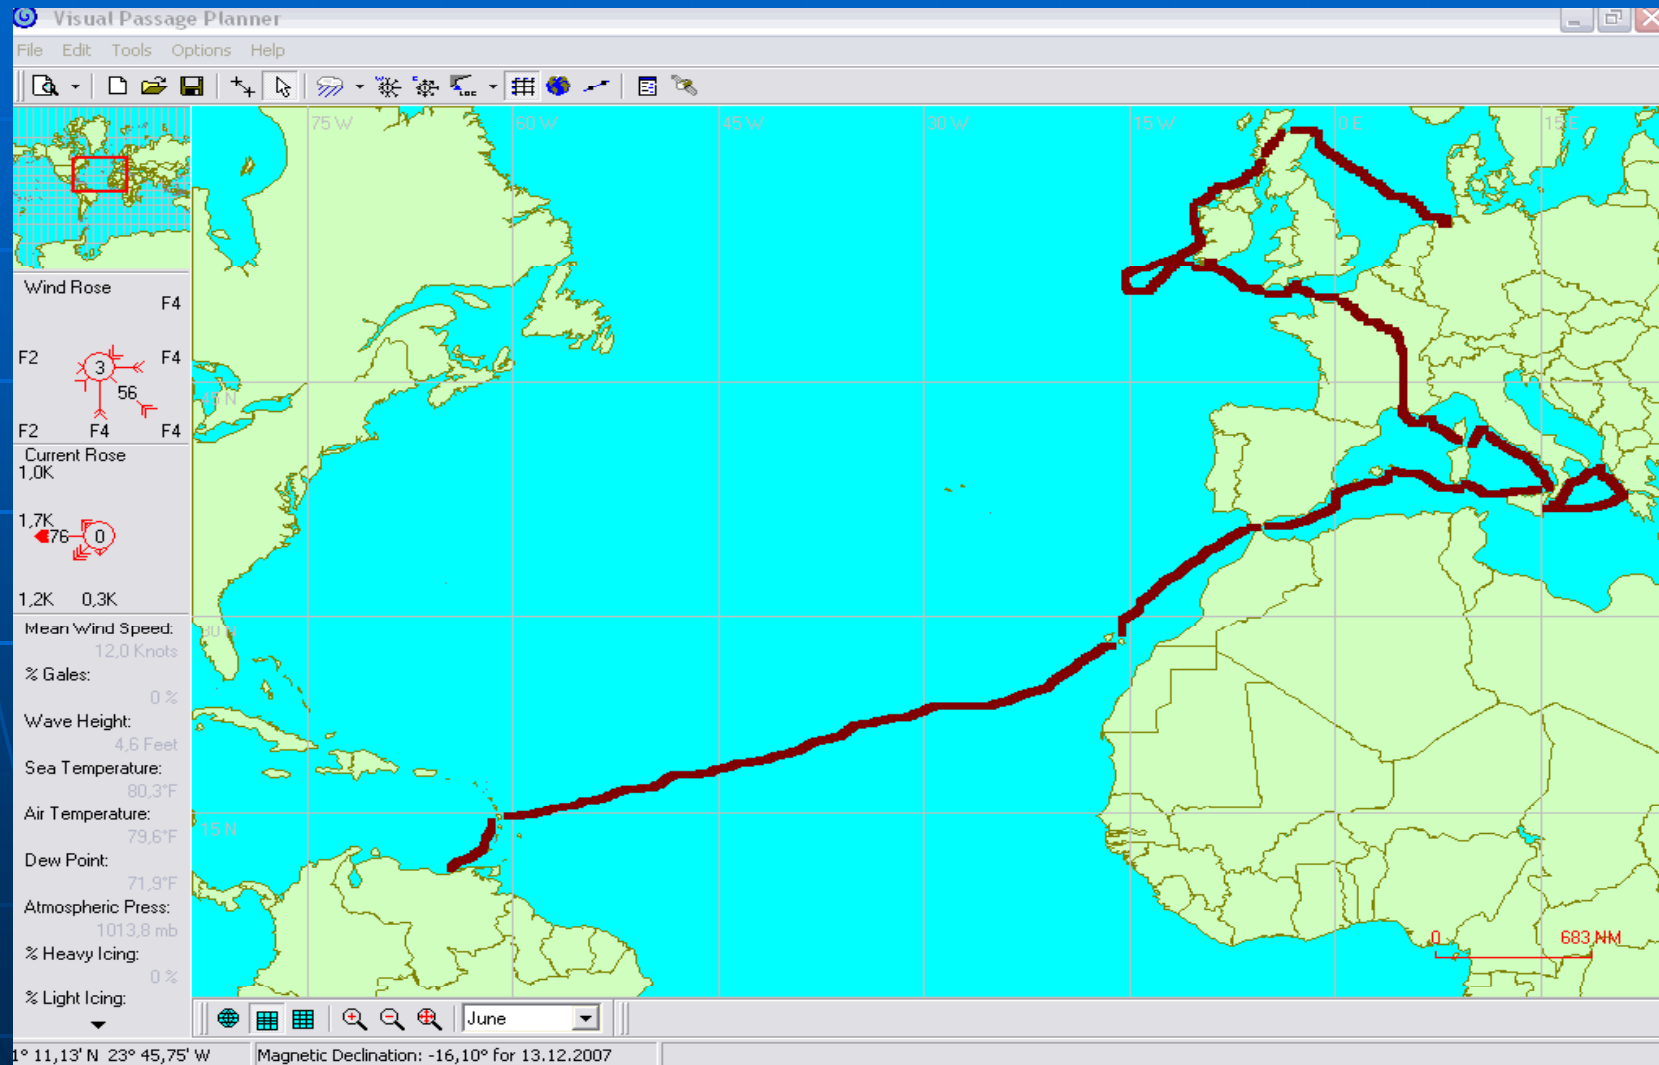 Visual Passage Planner
File Edit Tools Options Help
75 W 60 W 45 W 30 W 15 W 0 E 15 E
45 N
30 N
15 N
Wind Rose
F4
F2 3 F4
56
F2 F4 F4
Current Rose
1,0K
1,7K 76 0
1,2K 0,3K
Mean Wind Speed:
12,0 Knots
% Gales:
0 %
Wave Height:
4,6 Feet
Sea Temperature:
80,3°F
Air Temperature:
79,6°F
Dew Point:
71,9°F
Atmospheric Press:
1013,8 mb
% Heavy Icing:
0 %
% Light Icing:
0 683 NM
June
1° 11,13' N 23° 45,75' W Magnetic Declination: -16,10° for 13.12.2007